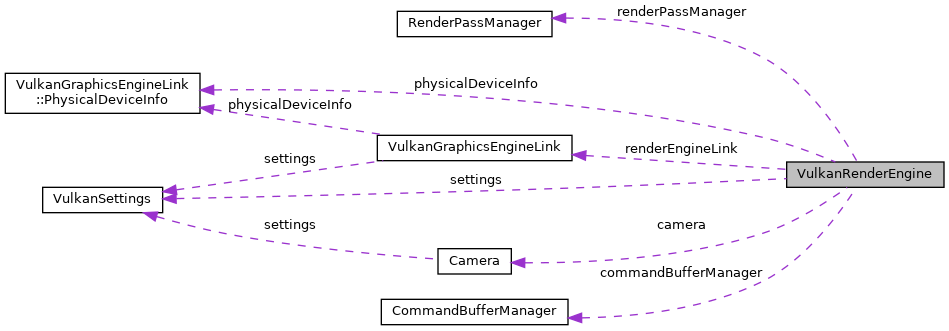 renderPassManager
RenderPassManager
physicalDeviceInfo
VulkanGraphicsEngineLink
::PhysicalDeviceInfo
physicalDeviceInfo
VulkanGraphicsEngineLink
renderEngineLink
settings
VulkanRenderEngine
settings
VulkanSettings
settings
camera
Camera
commandBufferManager
CommandBufferManager